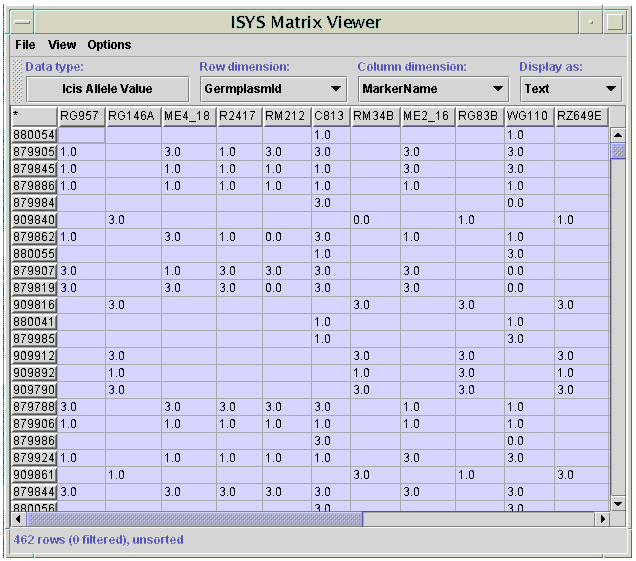 ISYS Matrix Viewer
File View Options
Data type: Row dimension: Column dimension: Display as:
Icis Allele Value GermplasmId MarkerName Text
* RG957 RG146A ME4_18 R2417 RM212 C813 RM34B ME2_16 RG83B WG110 RZ649E
880054 1.0 1.0
879905 1.0 3.0 1.0 3.0 3.0 3.0 3.0
879845 1.0 1.0 1.0 1.0 1.0 3.0 3.0
879886 1.0 1.0 1.0 1.0 1.0 1.0 1.0
879984 3.0 0.0
909840 3.0 0.0 1.0 1.0
879862 1.0 3.0 1.0 0.0 3.0 1.0 1.0
880055 1.0 3.0
879907 3.0 1.0 3.0 3.0 3.0 3.0 0.0
879819 3.0 3.0 3.0 0.0 3.0 3.0 0.0
909816 3.0 3.0 3.0 3.0
880041 1.0 1.0
879985 1.0 3.0
909912 3.0 3.0 3.0 3.0
909892 1.0 1.0 3.0 1.0
909790 3.0 3.0 3.0 3.0
879788 3.0 3.0 3.0 3.0 3.0 1.0 1.0
879906 1.0 1.0 1.0 1.0 1.0 1.0 1.0
879986 3.0 0.0
879924 1.0 1.0 1.0 1.0 1.0 3.0 3.0
909861 1.0 3.0 1.0 3.0
879844 3.0 3.0 3.0 3.0 3.0 3.0 3.0
880056 3.0 3.0
462 rows (0 filtered), unsorted